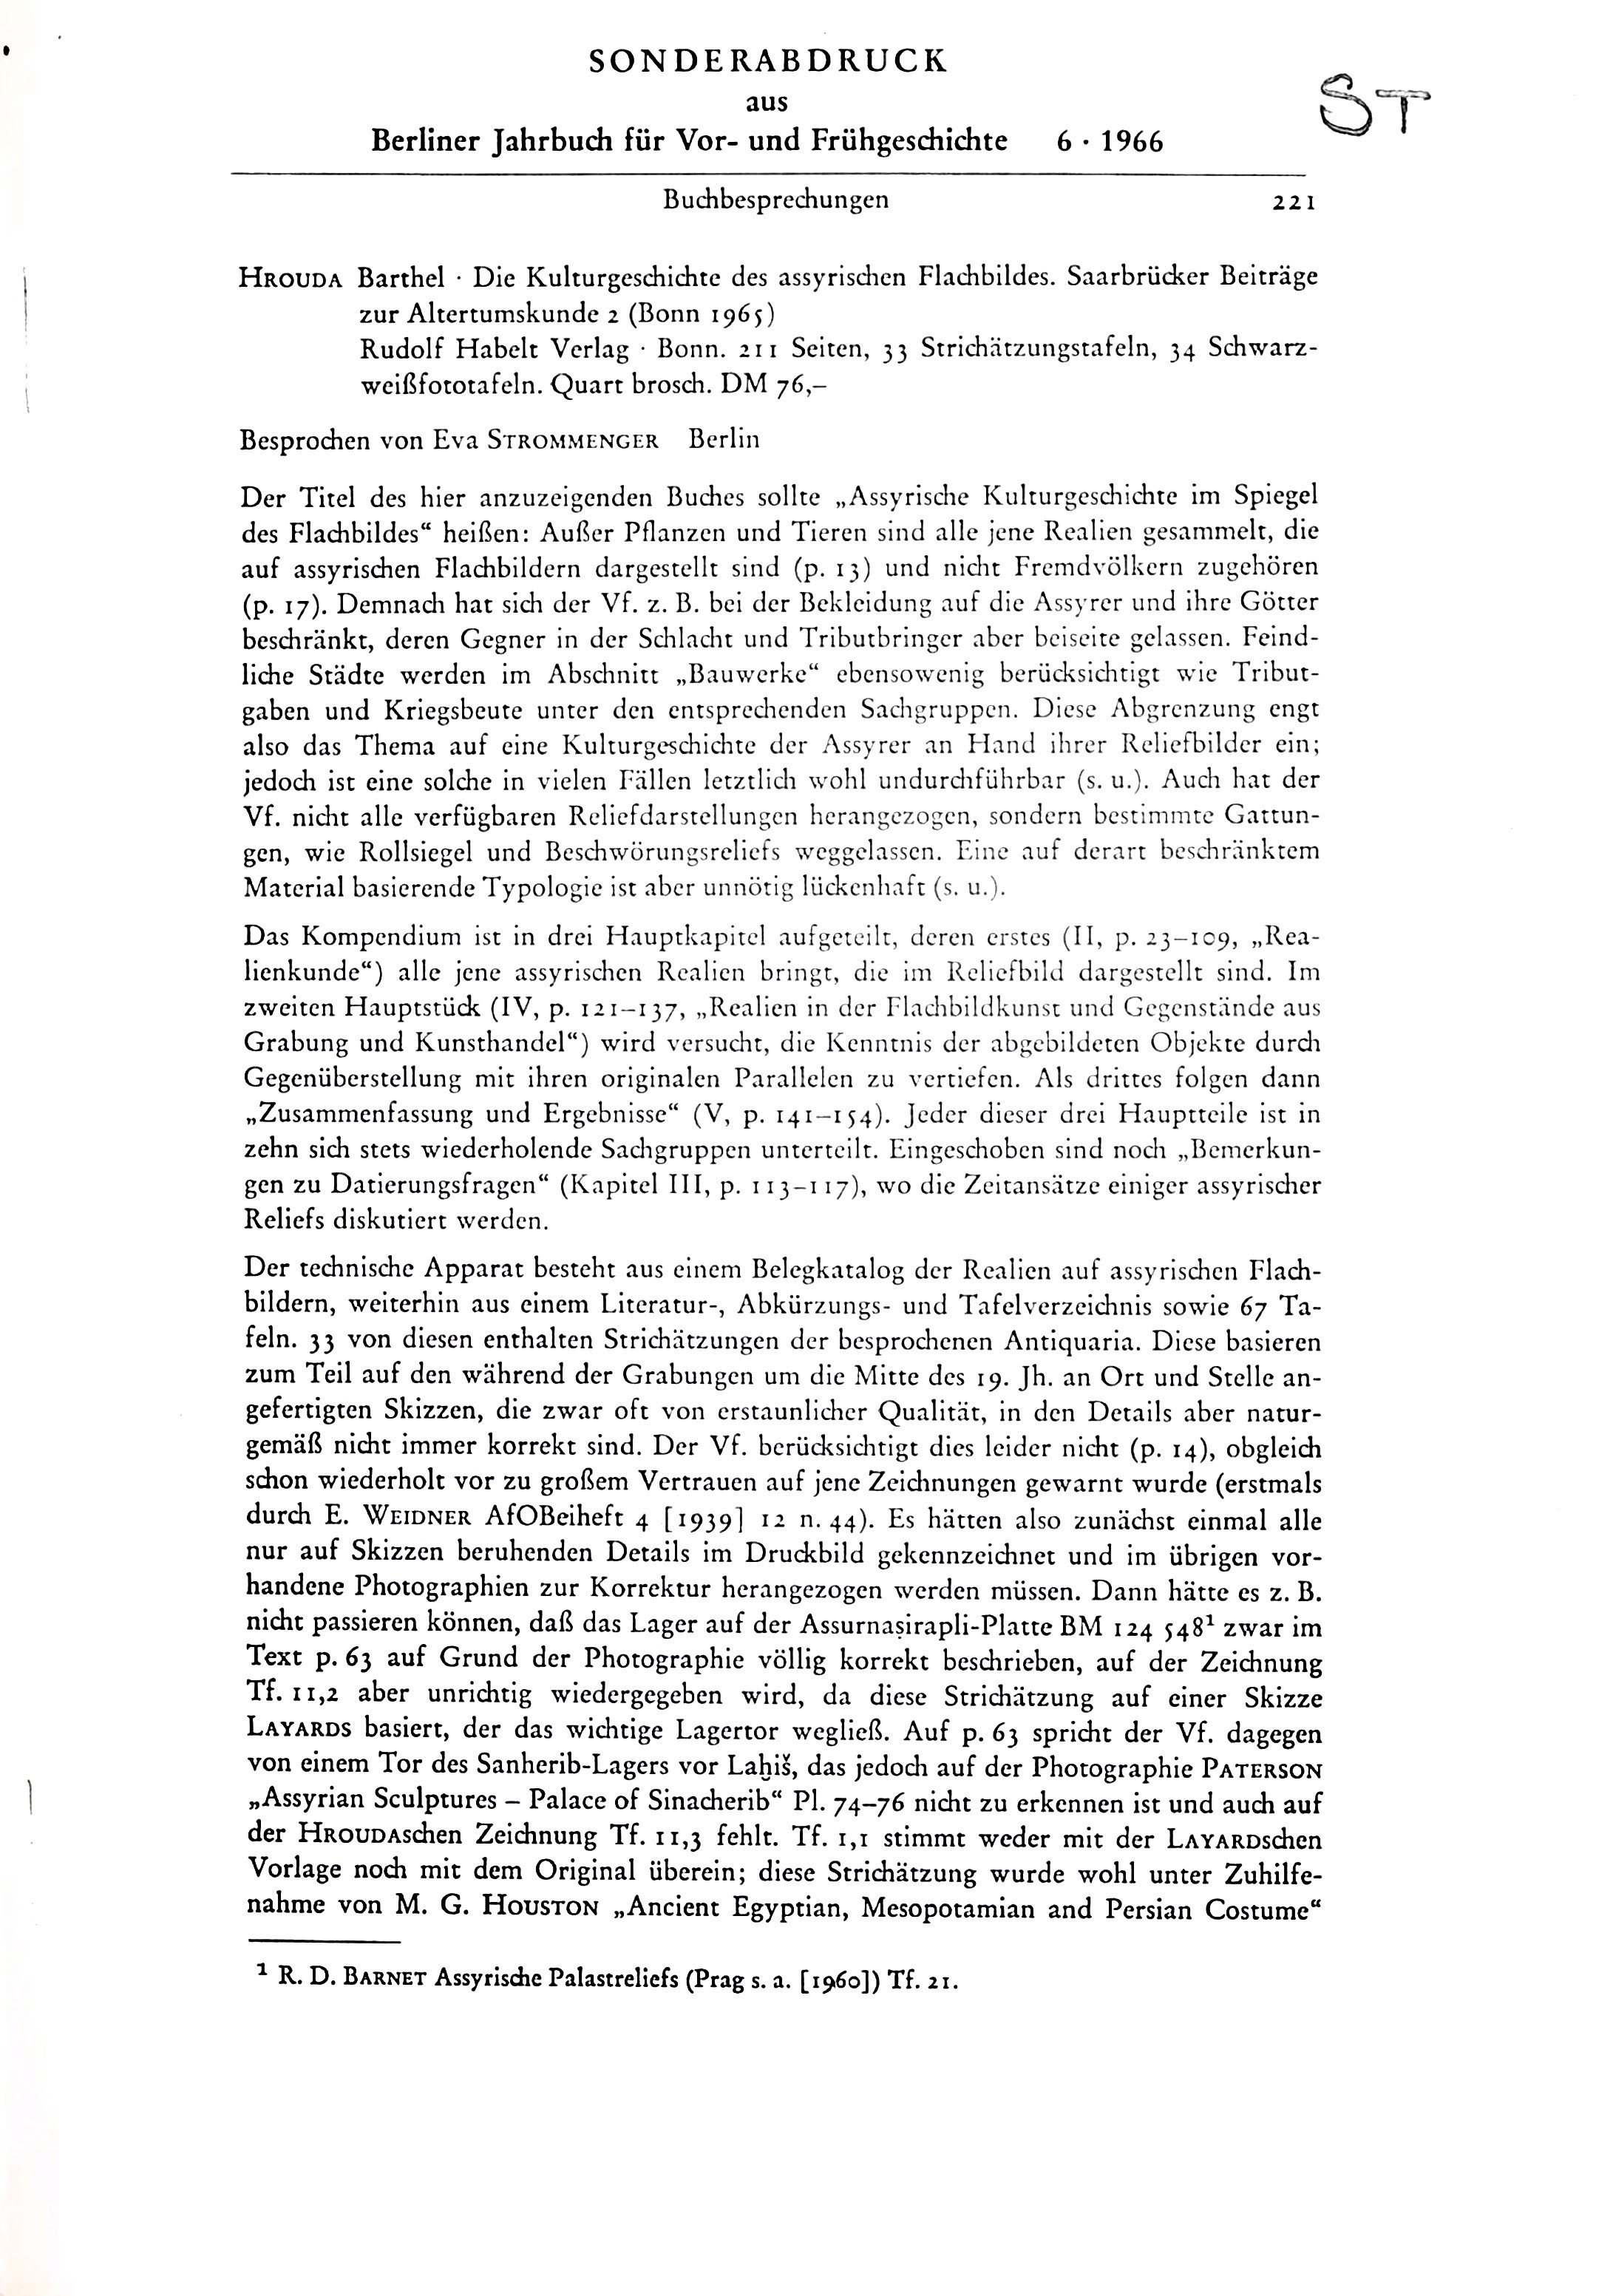 SONDERABDRUCK
ST
aus
Berliner Jahrbuch für Vor- und Frühgeschichte 6 · 1966
Buchbesprechungen 221
HROUDA Barthel · Die Kulturgeschichte des assyrischen Flachbildes. Saarbrücker Beiträge
zur Altertumskunde 2 (Bonn 1965)
Rudolf Habelt Verlag · Bonn. 211 Seiten, 33 Strichätzungstafeln, 34 Schwarz-
weißfototafeln. Quart brosch. DM 76,–
Besprochen von Eva STROMMENGER Berlin
Der Titel des hier anzuzeigenden Buches sollte „Assyrische Kulturgeschichte im Spiegel
des Flachbildes“ heißen: Außer Pflanzen und Tieren sind alle jene Realien gesammelt, die
auf assyrischen Flachbildern dargestellt sind (p. 13) und nicht Fremdvölkern zugehören
(p. 17). Demnach hat sich der Vf. z. B. bei der Bekleidung auf die Assyrer und ihre Götter
beschränkt, deren Gegner in der Schlacht und Tributbringer aber beiseite gelassen. Feind-
liche Städte werden im Abschnitt „Bauwerke“ ebensowenig berücksichtigt wie Tribut-
gaben und Kriegsbeute unter den entsprechenden Sachgruppen. Diese Abgrenzung engt
also das Thema auf eine Kulturgeschichte der Assyrer an Hand ihrer Reliefbilder ein;
jedoch ist eine solche in vielen Fällen letztlich wohl undurchführbar (s. u.). Auch hat der
Vf. nicht alle verfügbaren Reliefdarstellungen herangezogen, sondern bestimmte Gattun-
gen, wie Rollsiegel und Beschwörungsreliefs weggelassen. Eine auf derart beschränktem
Material basierende Typologie ist aber unnötig lückenhaft (s. u.).
Das Kompendium ist in drei Hauptkapitel aufgeteilt, deren erstes (II, p. 23–109, „Rea-
lienkunde“) alle jene assyrischen Realien bringt, die im Reliefbild dargestellt sind. Im
zweiten Hauptstück (IV, p. 121–137, „Realien in der Flachbildkunst und Gegenstände aus
Grabung und Kunsthandel“) wird versucht, die Kenntnis der abgebildeten Objekte durch
Gegenüberstellung mit ihren originalen Parallelen zu vertiefen. Als drittes folgen dann
„Zusammenfassung und Ergebnisse“ (V, p. 141–154). Jeder dieser drei Hauptteile ist in
zehn sich stets wiederholende Sachgruppen unterteilt. Eingeschoben sind noch „Bemerkun-
gen zu Datierungsfragen“ (Kapitel III, p. 113–117), wo die Zeitansätze einiger assyrischer
Reliefs diskutiert werden.
Der technische Apparat besteht aus einem Belegkatalog der Realien auf assyrischen Flach-
bildern, weiterhin aus einem Literatur-, Abkürzungs- und Tafelverzeichnis sowie 67 Ta-
feln. 33 von diesen enthalten Strichätzungen der besprochenen Antiquaria. Diese basieren
zum Teil auf den während der Grabungen um die Mitte des 19. Jh. an Ort und Stelle an-
gefertigten Skizzen, die zwar oft von erstaunlicher Qualität, in den Details aber natur-
gemäß nicht immer korrekt sind. Der Vf. berücksichtigt dies leider nicht (p. 14), obgleich
schon wiederholt vor zu großem Vertrauen auf jene Zeichnungen gewarnt wurde (erstmals
durch E. WEIDNER AfOBeiheft 4 [1939] 12 n. 44). Es hätten also zunächst einmal alle
nur auf Skizzen beruhenden Details im Druckbild gekennzeichnet und im übrigen vor-
handene Photographien zur Korrektur herangezogen werden müssen. Dann hätte es z. B.
nicht passieren können, daß das Lager auf der Assurnaṣirapli-Platte BM 124 548¹ zwar im
Text p. 63 auf Grund der Photographie völlig korrekt beschrieben, auf der Zeichnung
Tf. 11,2 aber unrichtig wiedergegeben wird, da diese Strichätzung auf einer Skizze
LAYARDS basiert, der das wichtige Lagertor wegließ. Auf p. 63 spricht der Vf. dagegen
von einem Tor des Sanherib-Lagers vor Laḫiš, das jedoch auf der Photographie PATERSON
„Assyrian Sculptures – Palace of Sinacherib“ Pl. 74–76 nicht zu erkennen ist und auch auf
der HROUDAschen Zeichnung Tf. 11,3 fehlt. Tf. 1,1 stimmt weder mit der LAYARDschen
Vorlage noch mit dem Original überein; diese Strichätzung wurde wohl unter Zuhilfe-
nahme von M. G. HOUSTON „Ancient Egyptian, Mesopotamian and Persian Costume“
¹ R. D. BARNET Assyrische Palastreliefs (Prag s. a. [1960]) Tf. 21.